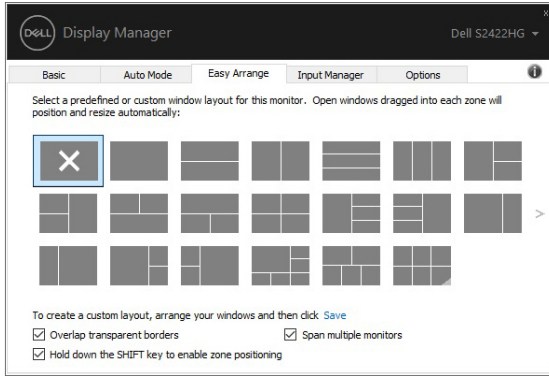 DELL Display Manager
Dell S2422HG
Basic
Auto Mode
Easy Arrange
Input Manager
Options
Select a predefined or custom window layout for this monitor.  Open windows dragged into each zone will
position and resize automatically:
To create a custom layout, arrange your windows and then click Save
Overlap transparent borders
Span multiple monitors
Hold down the SHIFT key to enable zone positioning